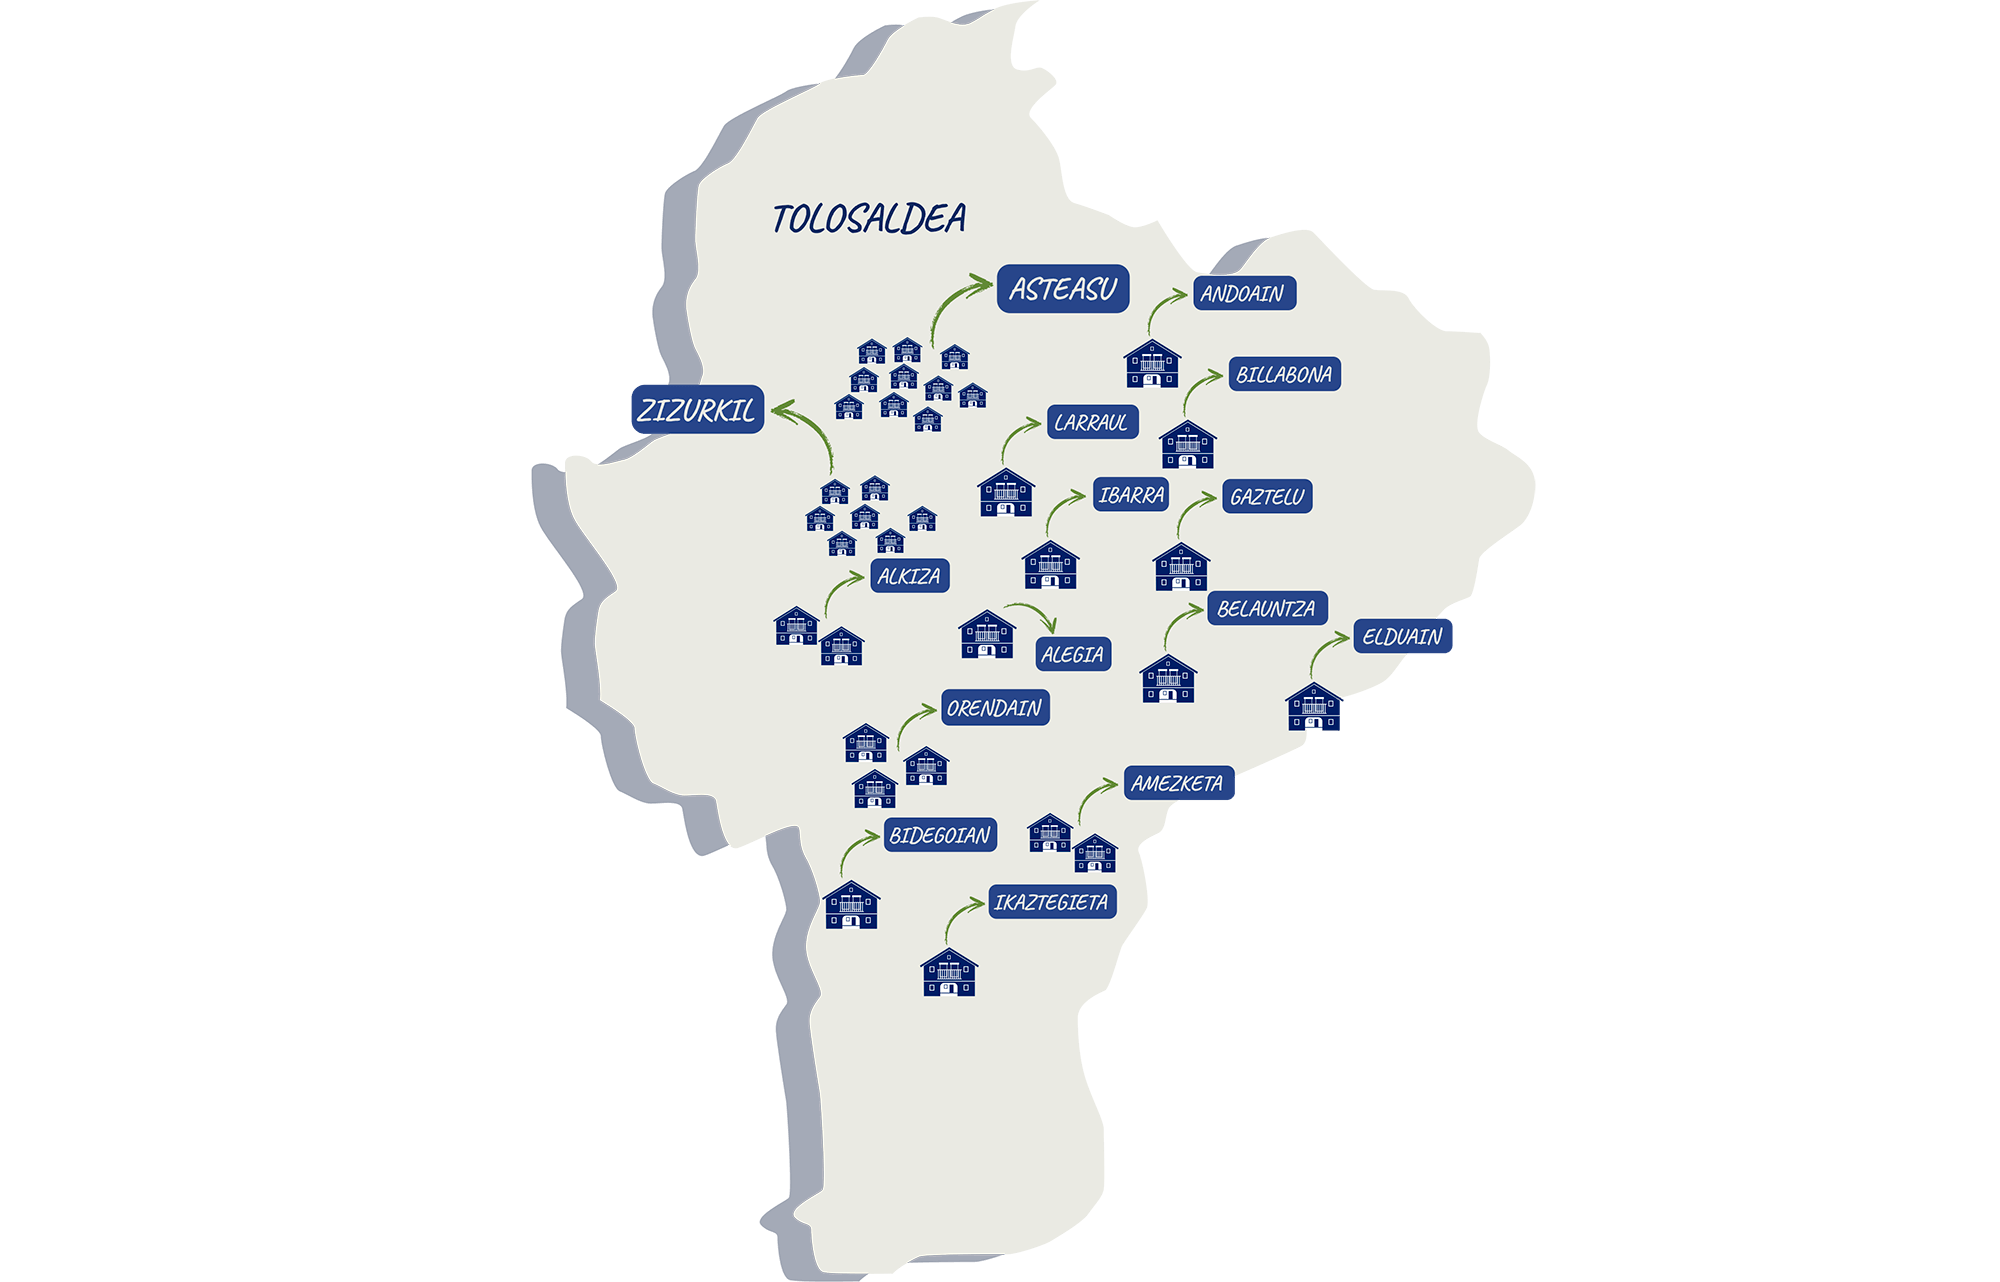 TOLOSALDEA
ASTEASU
ANDOAIN
BILLABONA
ZIZURKIL
LARRAUL
IBARRA
GAZTELU
ALKIZA
BELAUNTZA
ELDUAIN
ALEGIA
ORENDAIN
AMEZKETA
BIDEGOIAN
IKAZTEGIETA